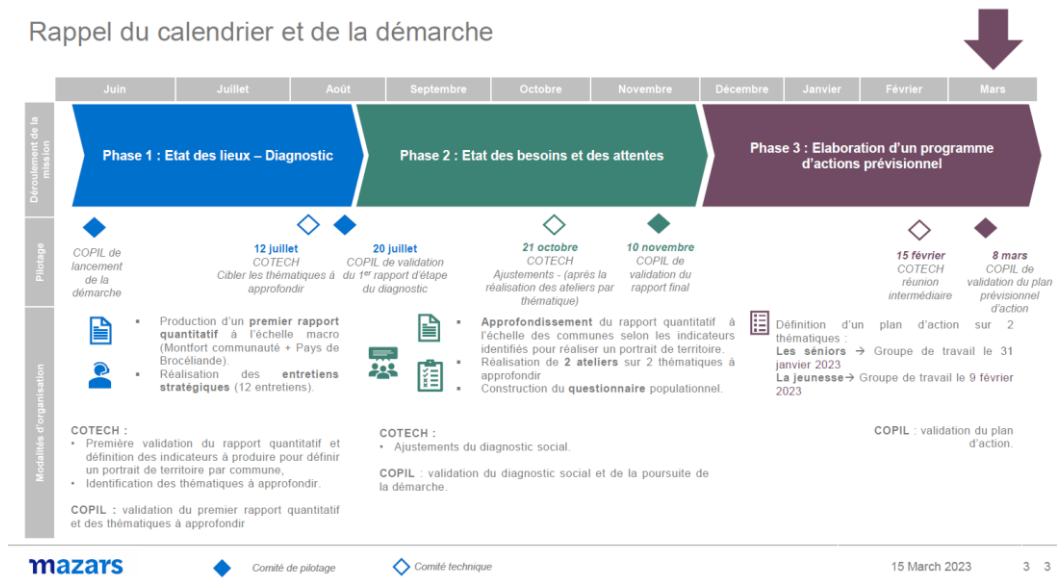 Rappel du calendrier et de la démarche
Juin
Juillet
Août
Septembre
Octobre
Novembre
Décembre
Janvier
Février
Mars
Déroulement de la
mission
Phase 1 : Etat des lieux – Diagnostic
Phase 2 : Etat des besoins et des attentes
Phase 3 : Elaboration d'un programme
d'actions prévisionnel
Pilotage
COPIL de
lancement
de la
démarche
12 juillet
COTECH
Cibler les thématiques à
approfondir
20 juillet
COPIL de validation
du 1er rapport d'étape
du diagnostic
21 octobre
COTECH
Ajustements - (après la
réalisation des ateliers par
thématique)
10 novembre
COPIL de
validation du
rapport final
15 février
COTECH
réunion
intermédiaire
8 mars
COPIL de
validation du plan
prévisionnel
d'action
Modalités d'organisation
▪ Production d'un premier rapport
quantitatif à l'échelle macro
(Montfort communauté + Pays de
Brocéliande).
▪ Réalisation des entretiens
stratégiques (12 entretiens).
▪ Approfondissement du rapport quantitatif à
l'échelle des communes selon les indicateurs
identifiés pour réaliser un portrait de territoire.
▪ Réalisation de 2 ateliers sur 2 thématiques à
approfondir
▪ Construction du questionnaire populationnel.
Définition d'un plan d'action sur 2
thématiques :
Les séniors → Groupe de travail le 31
janvier 2023
La jeunesse→ Groupe de travail le 9 février
2023
COTECH :
• Première validation du rapport quantitatif et
définition des indicateurs à produire pour définir
un portrait de territoire par commune,
• Identification des thématiques à approfondir.
COPIL : validation du premier rapport quantitatif
et des thématiques à approfondir
COTECH :
• Ajustements du diagnostic social.
COPIL : validation du diagnostic social et de la poursuite de
la démarche.
COPIL : validation du plan
d'action.
mazars
Comité de pilotage
Comité technique
15 March 2023
3 3